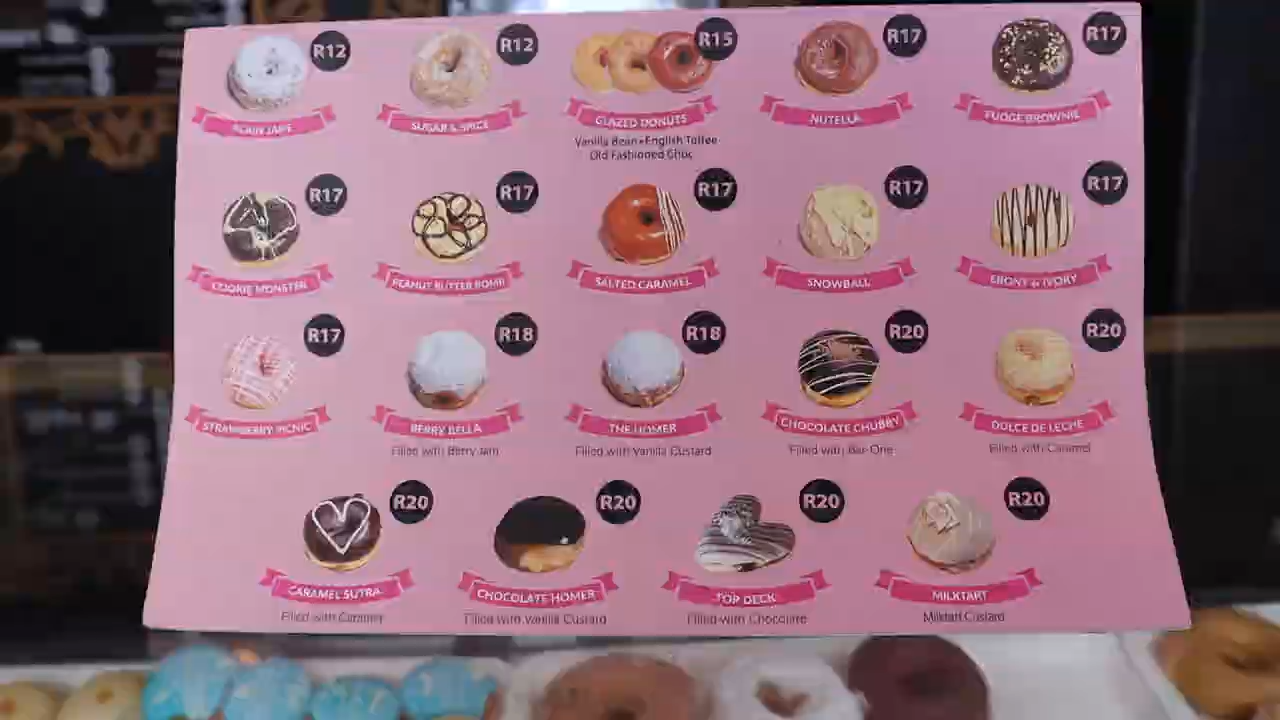 R12
R12
R15
R17
R17
PLAIN JANE
SUGAR & SPICE
GLAZED DONUTS
NUTELLA
FUDGE BROWNIE
Vanilla Bean•English Toffee
Old Fashioned Choc
R17
R17
R17
R17
R17
COOKIE MONSTER
PEANUT BUTTER BOMB
SALTED CARAMEL
SNOWBALL
EBONY & IVORY
R17
R18
R18
R20
R20
STRAWBERRY PICNIC
BERRY BELLA
THE HOMER
CHOCOLATE CHUBBY
DULCE DE LECHE
Filled with Berry Jam
Filled with Vanilla Custard
Filled with Bar-One
Filled with Caramel
R20
R20
R20
R20
CARAMEL SUTRA
CHOCOLATE HOMER
TOP DECK
MILKTART
Filled with Caramel
Filled with Vanilla Custard
Filled with Chocolate
Milktart Custard